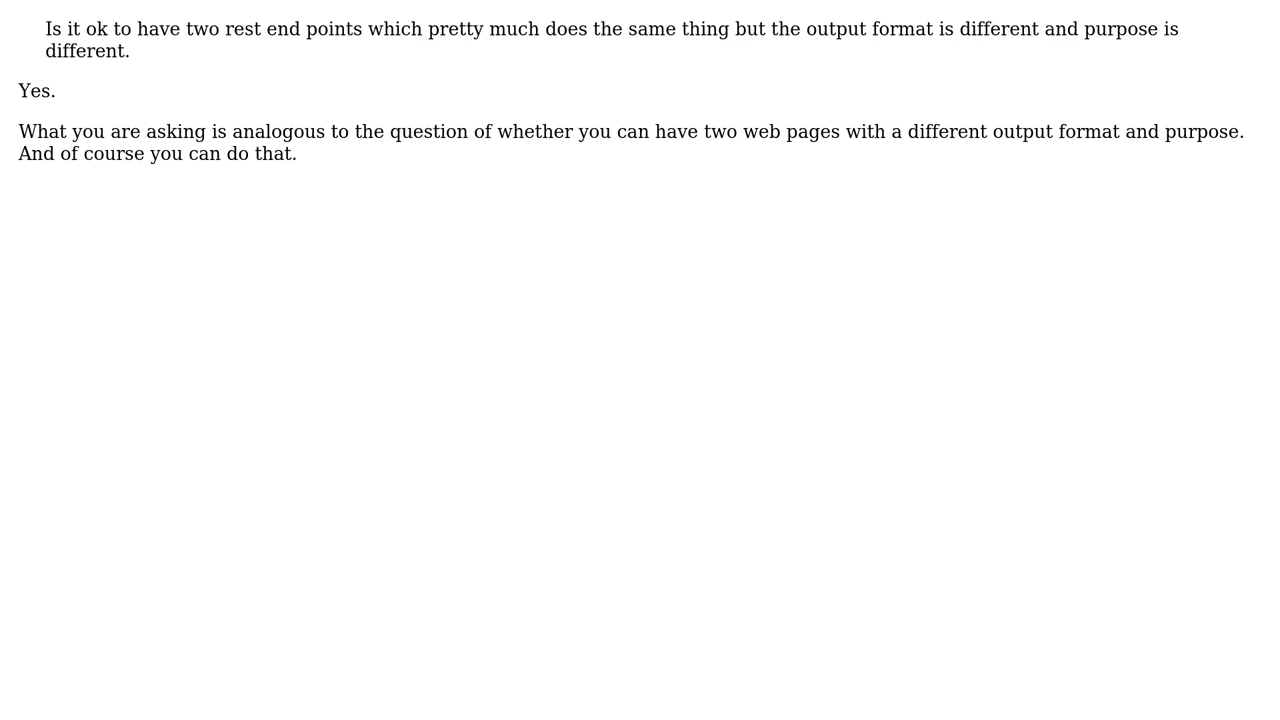 Is it ok to have two rest end points which pretty much does the same thing but the output format is different and purpose is
different.
Yes.
What you are asking is analogous to the question of whether you can have two web pages with a different output format and purpose.
And of course you can do that.